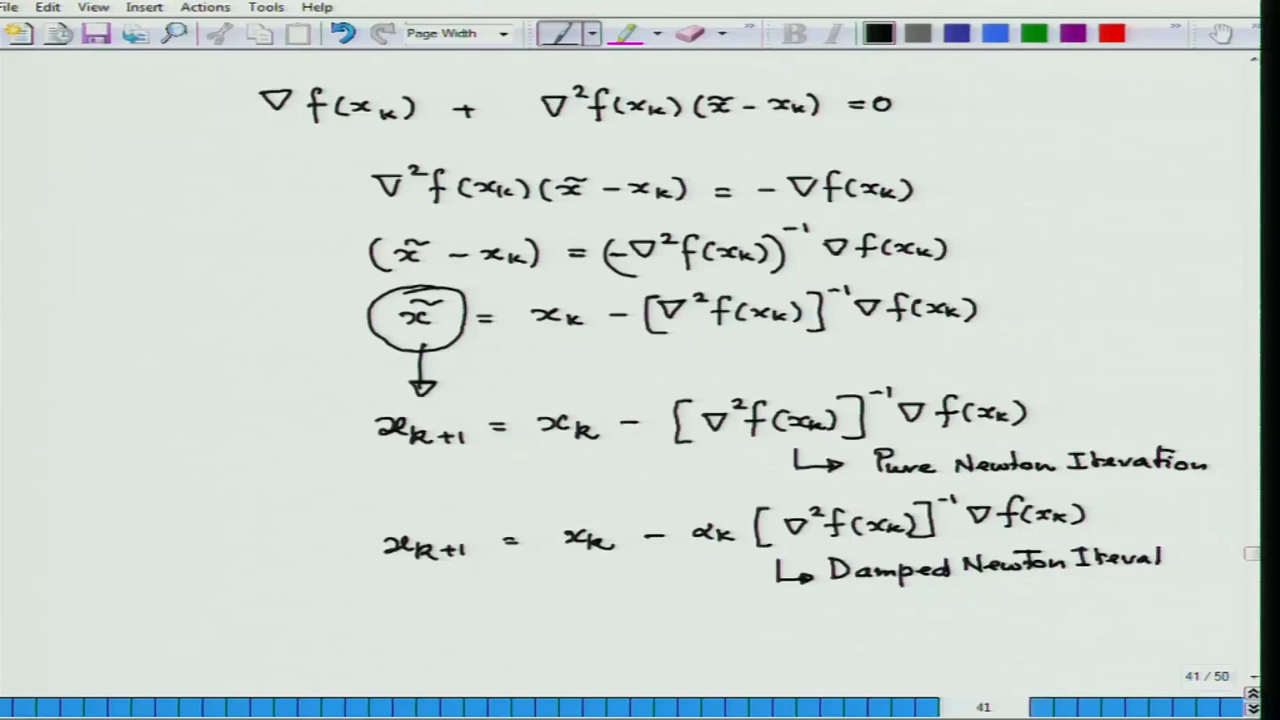 File Edit View Insert Actions Tools Help
Page Width
B I
∇ f(x_k) + ∇²f(x_k)(x̃ - x_k) = 0
∇²f(x_k)(x̃ - x_k) = - ∇f(x_k)
(x̃ - x_k) = (-∇²f(x_k))⁻¹ ∇f(x_k)
x̃ = x_k - [∇²f(x_k)]⁻¹ ∇f(x_k)
x_{k+1} = x_k - [∇²f(x_k)]⁻¹ ∇f(x_k)
↳ Pure Newton Iteration
x_{k+1} = x_k - α_k [∇²f(x_k)]⁻¹ ∇f(x_k)
↳ Damped Newton Iteval
41 / 50
41